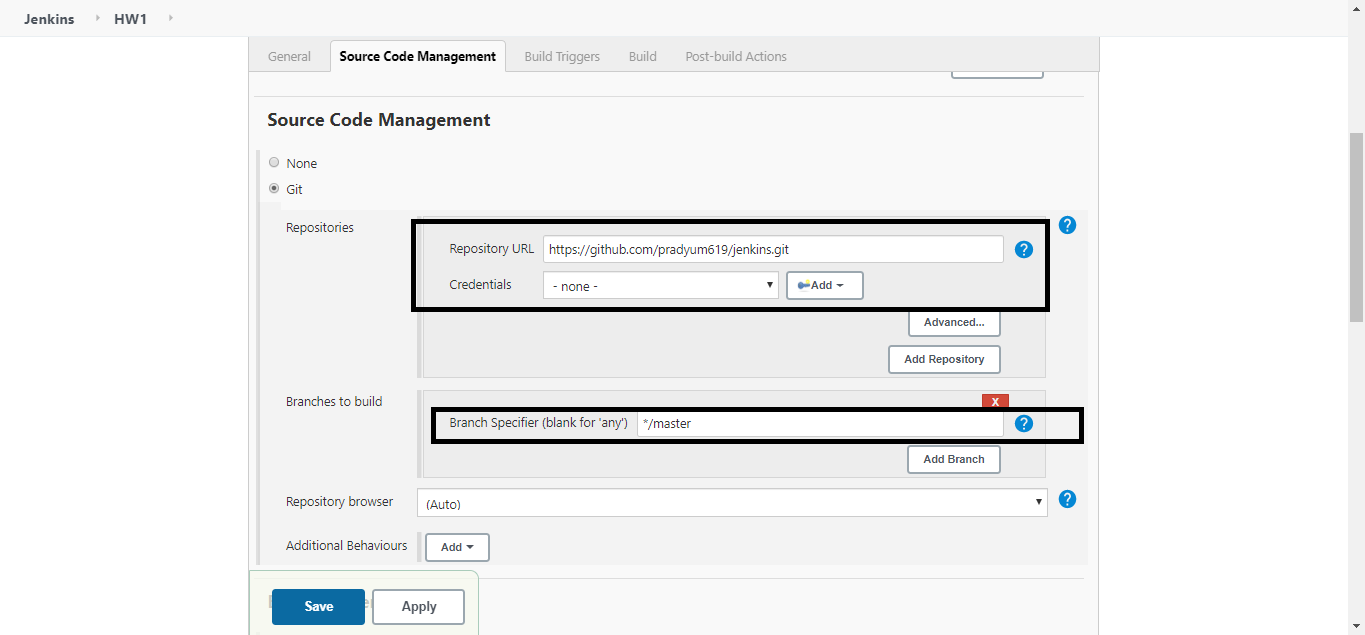 Jenkins HW1
General Source Code Management Build Triggers Build Post-build Actions
Source Code Management
None
Git
Repositories
?
Repository URL https://github.com/pradyum619/jenkins.git ?
Credentials - none - Add
Advanced...
Add Repository
Branches to build
X
Branch Specifier (blank for 'any') */master ?
Add Branch
Repository browser (Auto) ?
Additional Behaviours Add
Save Apply